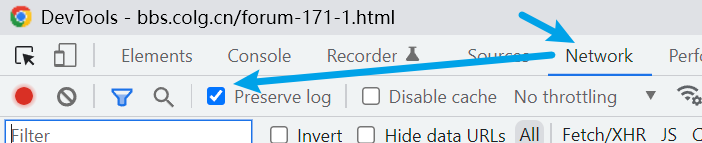 DevTools - bbs.colg.cn/forum-171-1.html
Elements Console Recorder Sources Network
Preserve log Disable cache No throttling
Filter Invert Hide data URLs All Fetch/XHR JS